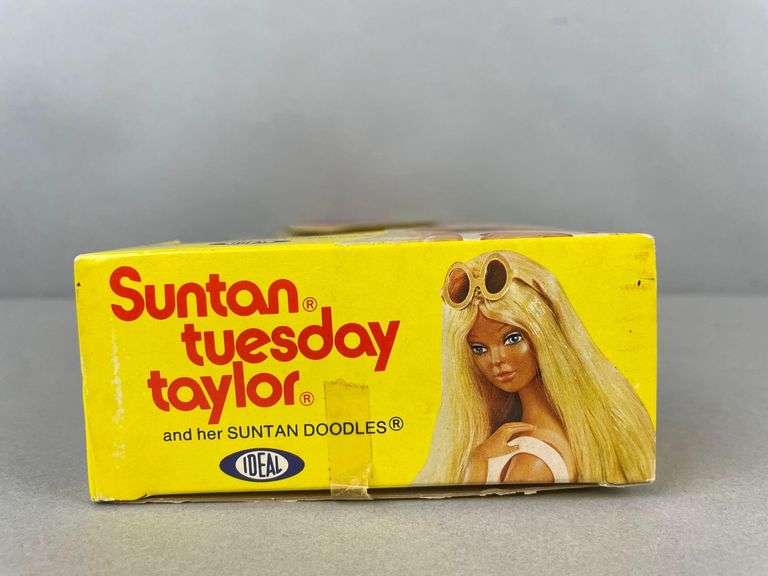 Suntan®
tuesday
taylor®
and her SUNTAN DOODLES®
IDEAL